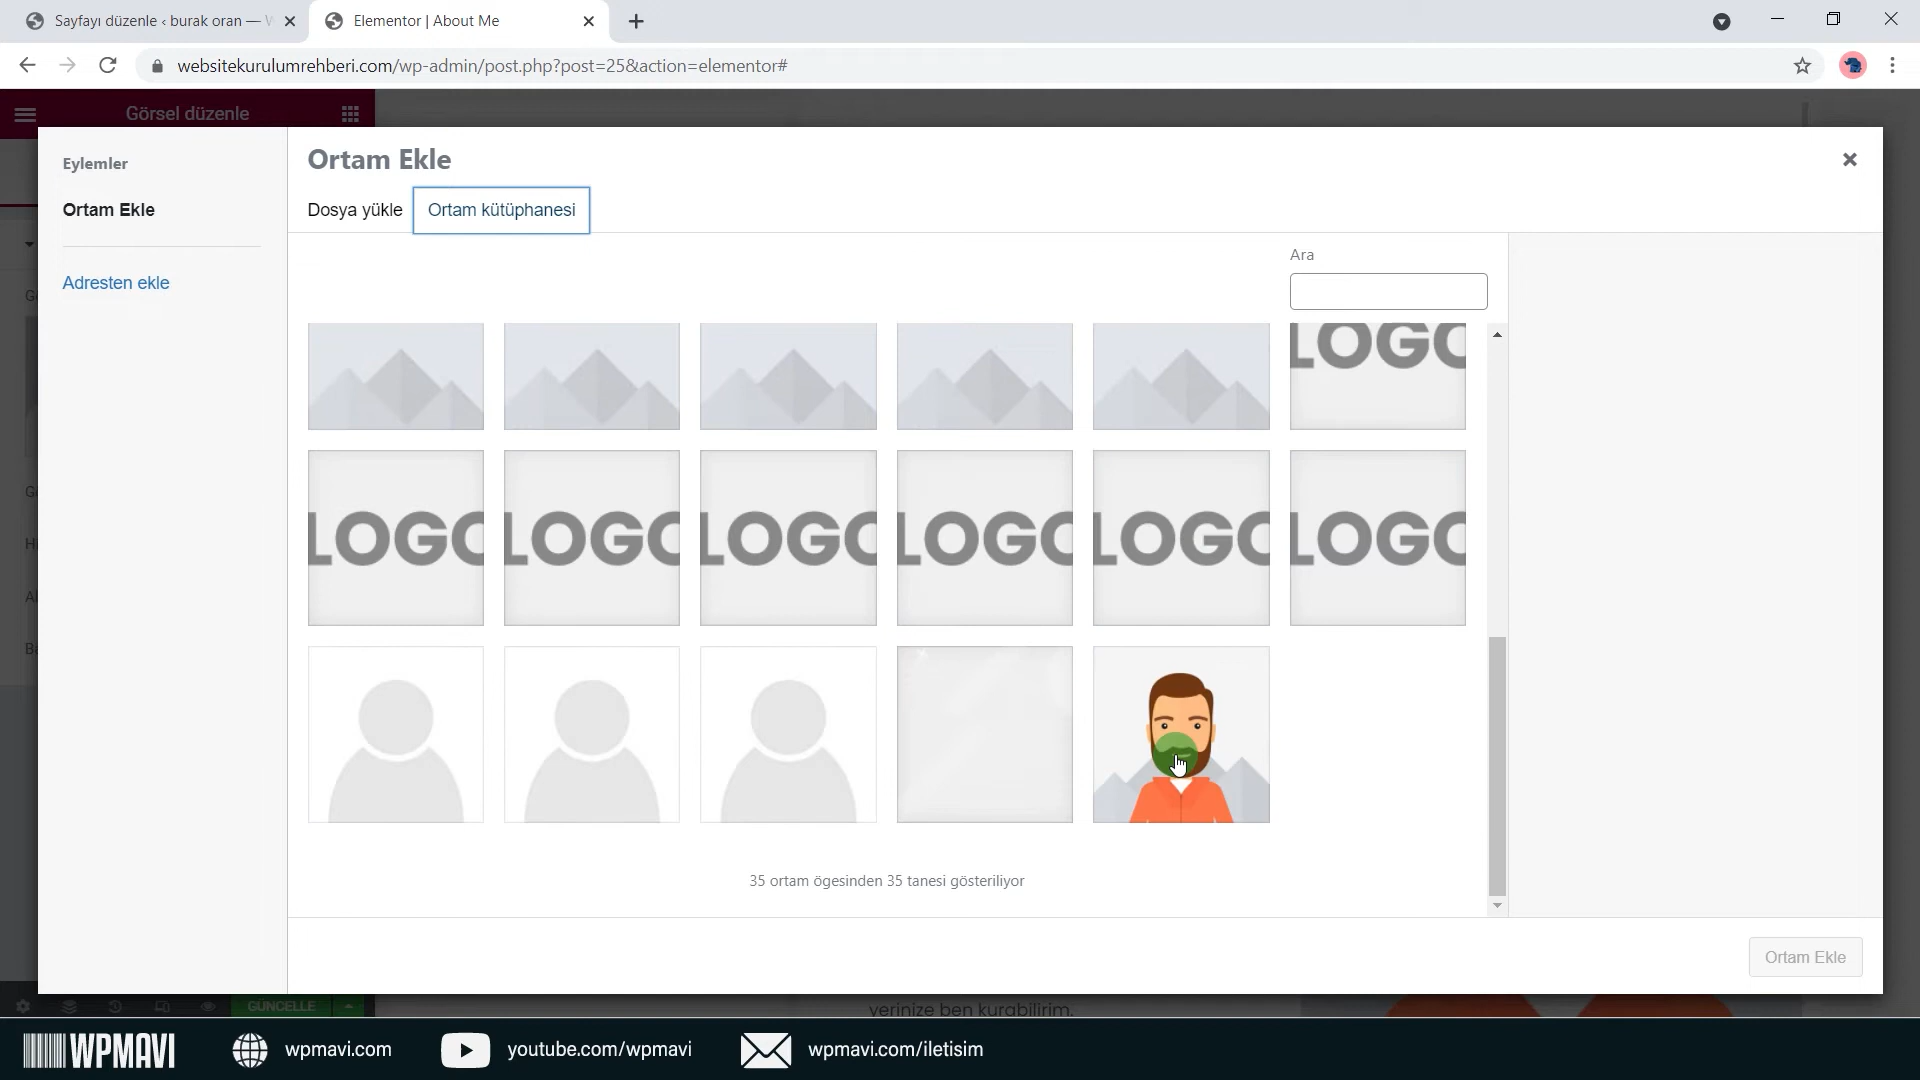 Sayfayı düzenle ‹ burak oran — W
Elementor | About Me
websitekurulumrehberi.com/wp-admin/post.php?post=25&action=elementor#
Görsel düzenle
Eylemler
Ortam Ekle
Adresten ekle
Ortam Ekle
Dosya yükle
Ortam kütüphanesi
Ara
LOGO
LOGO LOGO LOGO LOGO LOGO LOGO
35 ortam ögesinden 35 tanesi gösteriliyor
Ortam Ekle
GÜNCELLE
yerinize ben kurabilirim.
WPMAVI
wpmavi.com
youtube.com/wpmavi
wpmavi.com/iletisim